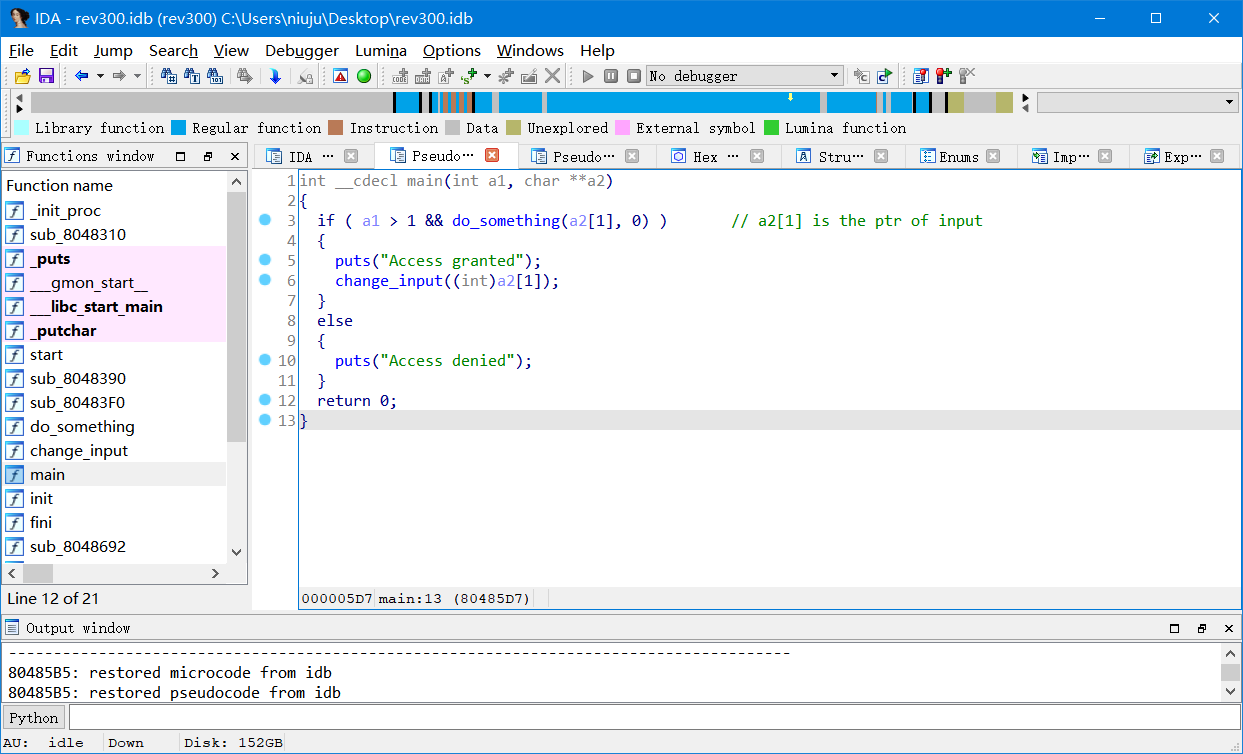 IDA - rev300.idb (rev300) C:\Users\niuju\Desktop\rev300.idb
File Edit Jump Search View Debugger Lumina Options Windows Help
No debugger
Library function Regular function Instruction Data Unexplored External symbol Lumina function
Functions window
IDA ··· Pseudo··· Pseudo··· Hex ··· Stru··· Enums Imp··· Exp···
Function name
_init_proc
sub_8048310
_puts
___gmon_start__
___libc_start_main
_putchar
start
sub_8048390
sub_80483F0
do_something
change_input
main
init
fini
sub_8048692
Line 12 of 21
1 int __cdecl main(int a1, char **a2)
2 {
3 if ( a1 > 1 && do_something(a2[1], 0) ) // a2[1] is the ptr of input
4 {
5 puts("Access granted");
6 change_input((int)a2[1]);
7 }
8 else
9 {
10 puts("Access denied");
11 }
12 return 0;
13 }
000005D7 main:13 (80485D7)
Output window
--------------------------------------------------------------------------------------
80485B5: restored microcode from idb
80485B5: restored pseudocode from idb
Python
AU: idle Down Disk: 152GB